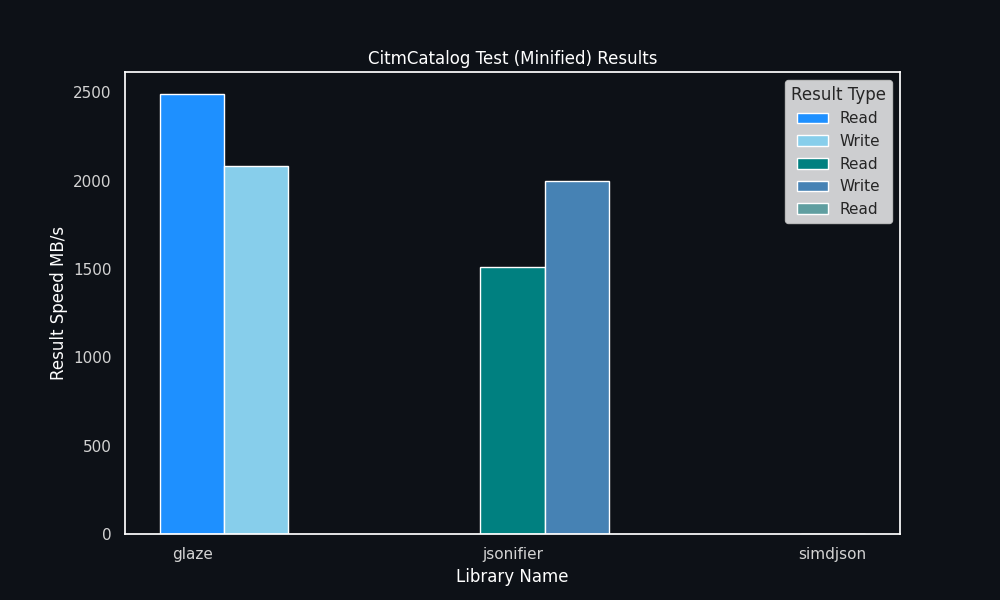 CitmCatalog Test (Minified) Results
Result Type
Read
Write
Read
Write
Read
Result Speed MB/s
2500
2000
1500
1000
500
0
glaze
jsonifier
simdjson
Library Name